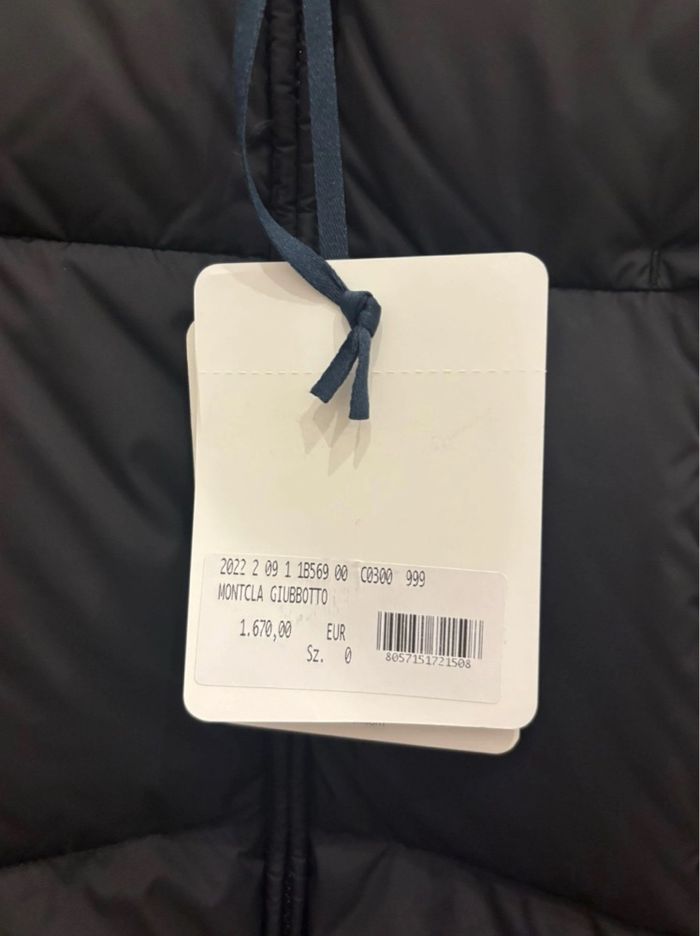 2022 2 09 1 1B569 00 C0300 999
MONTCLA GIUBBOTTO
1.670,00 EUR
Sz. 0
8057151721508